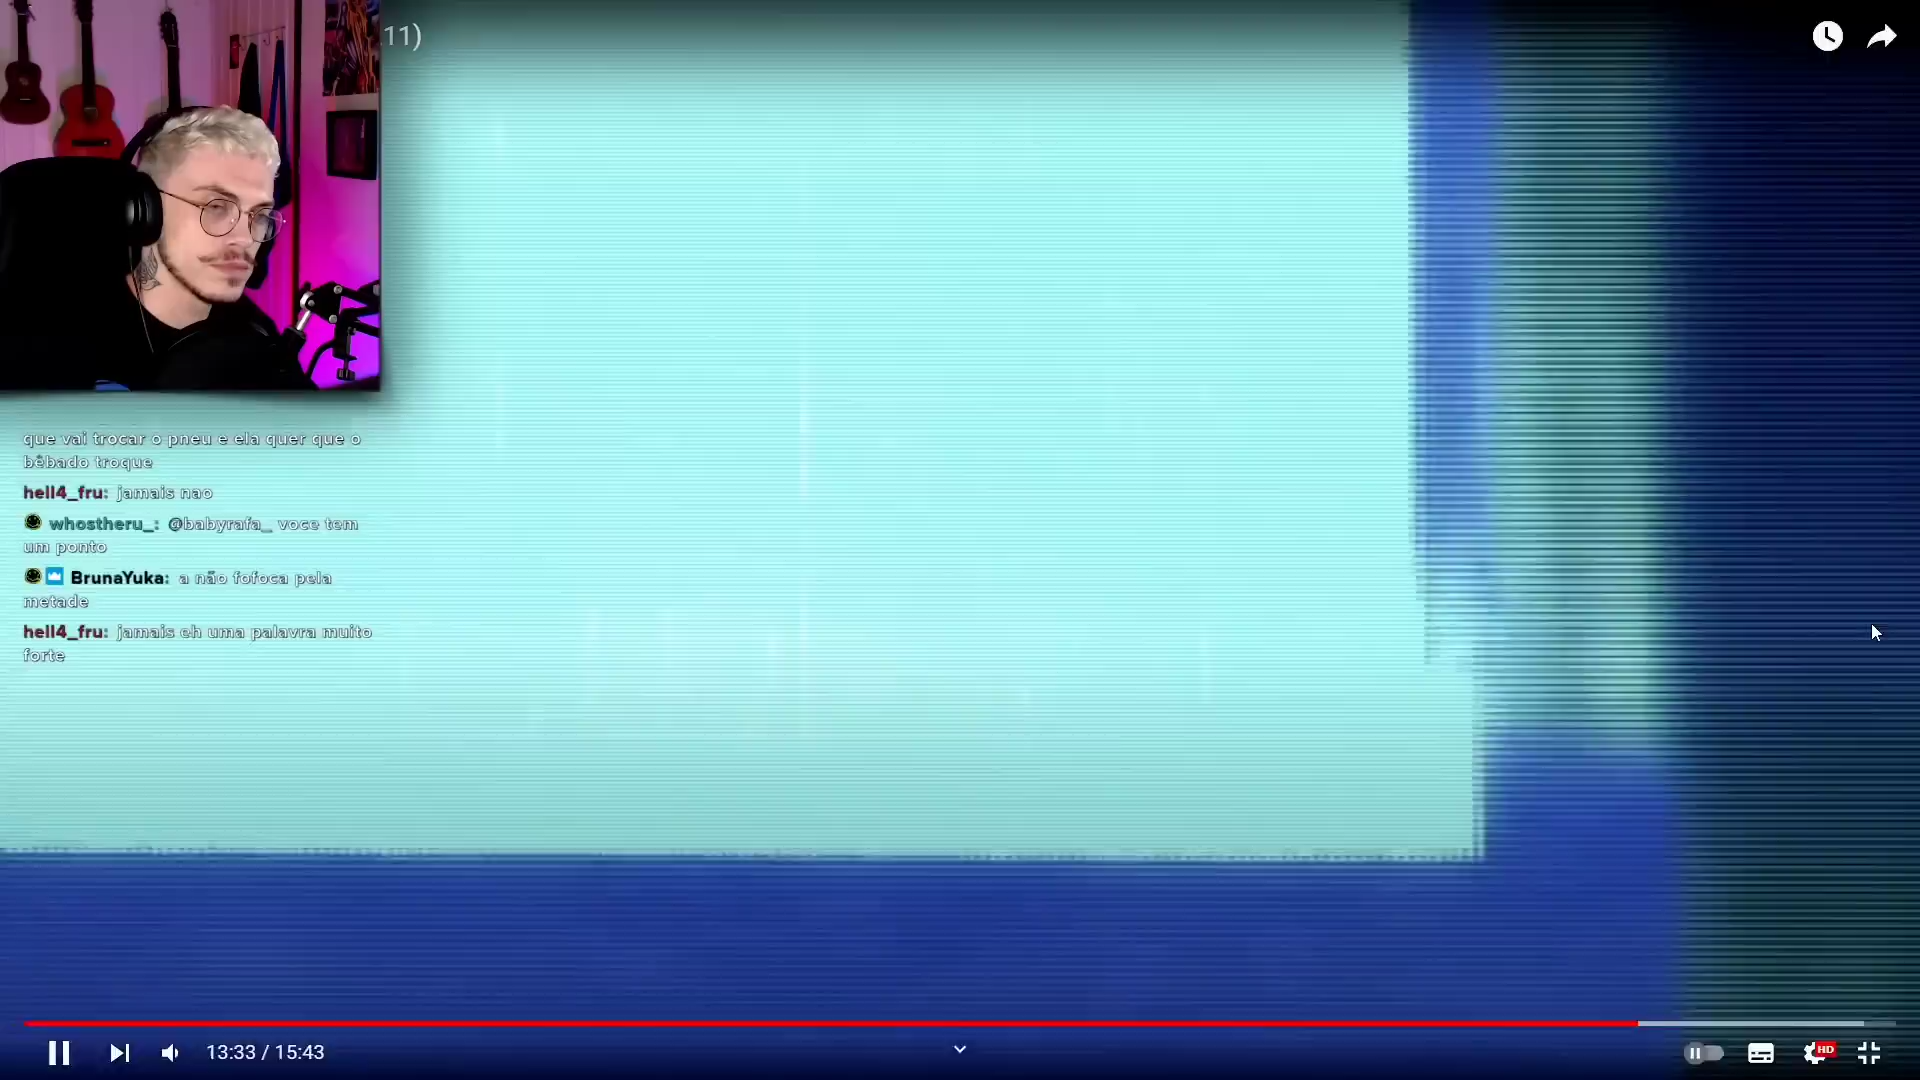 .11)
que vai trocar o pneu e ela quer que o
bêbado troque
hell4_fru: jamais nao
whostheru_: @babyrafa_ voce tem
um ponto
BrunaYuka: a não fofoca pela
metade
hell4_fru: jamais eh uma palavra muito
forte
13:33 / 15:43
HD